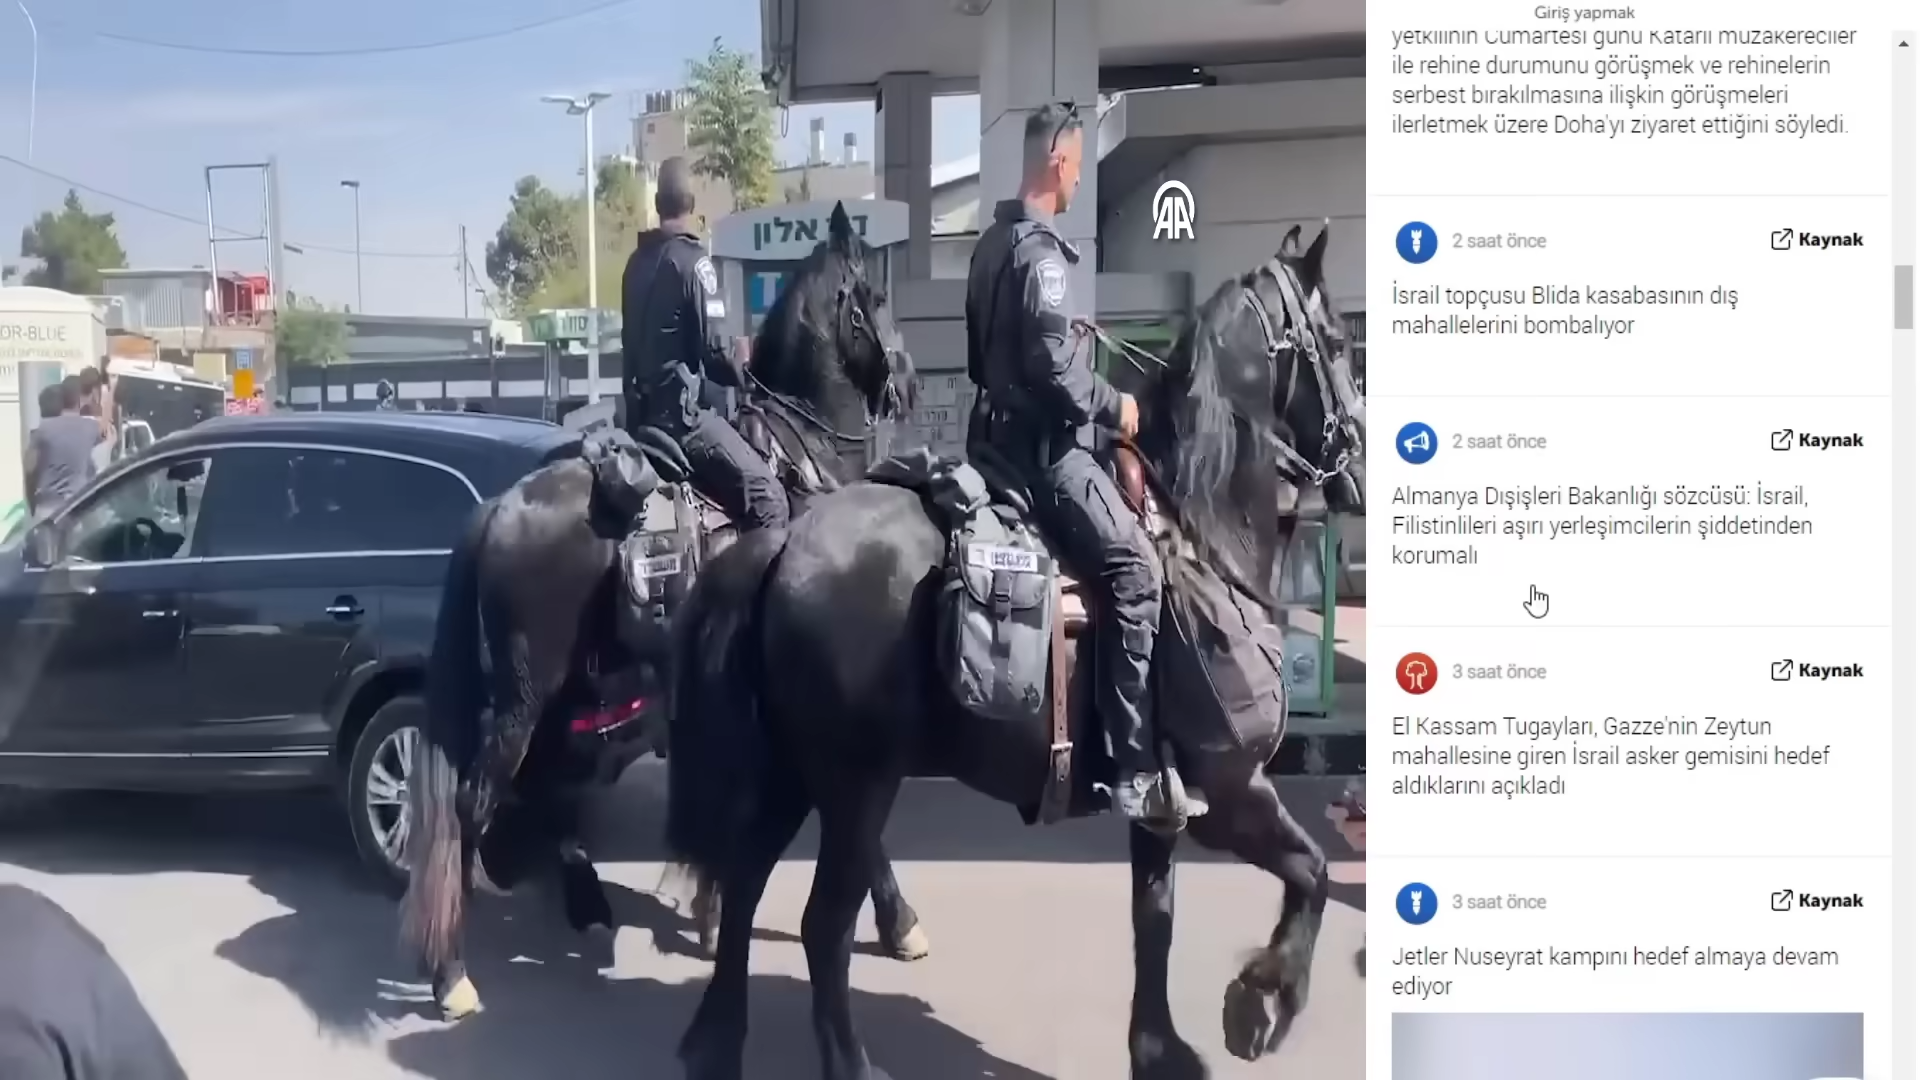 Giriş yapmak
yetkilinin Cumartesi günü Katarlı müzakereciler
ile rehine durumunu görüşmek ve rehinelerin
serbest bırakılmasına ilişkin görüşmeleri
ilerletmek üzere Doha'yı ziyaret ettiğini söyledi.
2 saat önce
Kaynak
İsrail topçusu Blida kasabasının dış
mahallelerini bombalıyor
2 saat önce
Kaynak
Almanya Dışişleri Bakanlığı sözcüsü: İsrail,
Filistinlileri aşırı yerleşimcilerin şiddetinden
korumalı
3 saat önce
Kaynak
El Kassam Tugayları, Gazze'nin Zeytun
mahallesine giren İsrail asker gemisini hedef
aldıklarını açıkladı
3 saat önce
Kaynak
Jetler Nuseyrat kampını hedef almaya devam
ediyor
AA
אלון
OR-BLUE